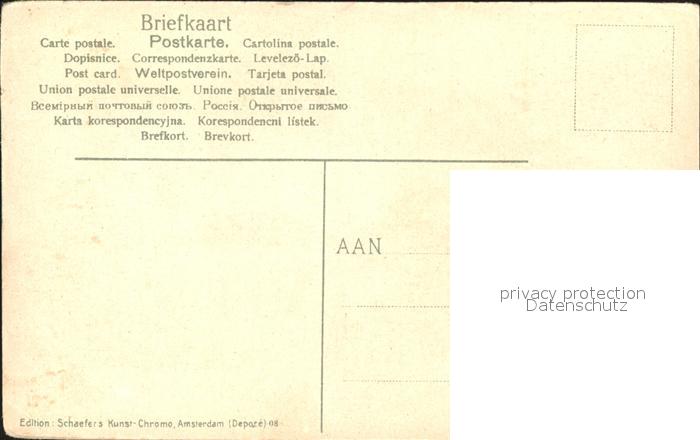 Briefkaart
Carte postale. Postkarte. Cartolina postale.
Dopisnice. Correspondenzkarte. Levelező-Lap.
Post card. Weltpostverein. Tarjeta postal.
Union postale universelle. Unione postale universale.
Всемірный почтовый союзъ. Россія. Открытое письмо
Karta korespondencyjna. Korespondencni lístek.
Brefkort. Brevkort.
AAN
privacy protection
Datenschutz
Edition: Schaefer's Kunst-Chromo, Amsterdam (Depozé) 08